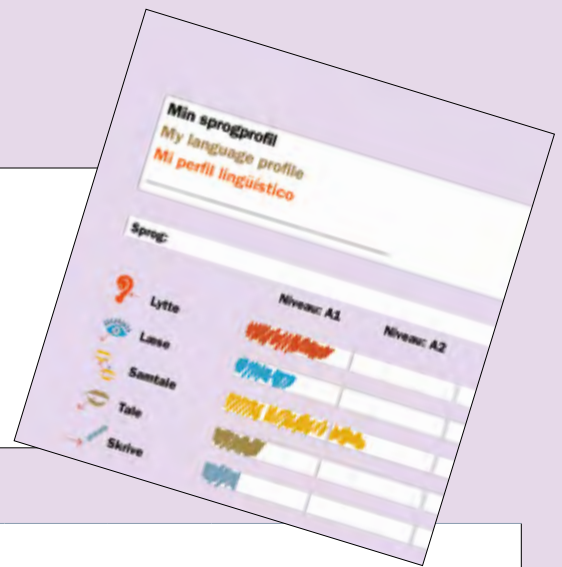 Min sprogprofil
My language profile
Mi perfil lingüístico
Sprog:
Niveau: A1
Niveau: A2
Lytte
Læse
Samtale
Tale
Skrive